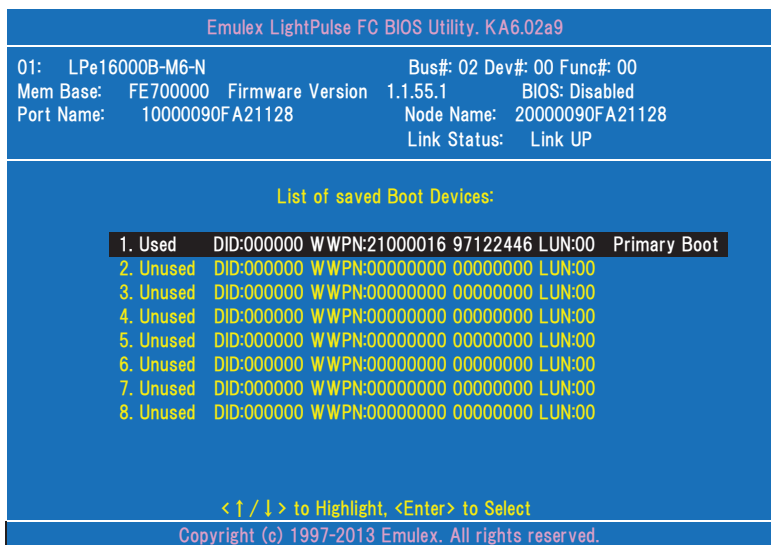 Emulex LightPulse FC BIOS Utility. KA6.02a9
01: LPe16000B-M6-N Bus#: 02 Dev#: 00 Func#: 00
Mem Base: FE700000 Firmware Version 1.1.55.1 BIOS: Disabled
Port Name: 10000090FA21128 Node Name: 20000090FA21128
Link Status: Link UP
List of saved Boot Devices:
1. Used DID:000000 WWPN:21000016 97122446 LUN:00 Primary Boot
2. Unused DID:000000 WWPN:00000000 00000000 LUN:00
3. Unused DID:000000 WWPN:00000000 00000000 LUN:00
4. Unused DID:000000 WWPN:00000000 00000000 LUN:00
5. Unused DID:000000 WWPN:00000000 00000000 LUN:00
6. Unused DID:000000 WWPN:00000000 00000000 LUN:00
7. Unused DID:000000 WWPN:00000000 00000000 LUN:00
8. Unused DID:000000 WWPN:00000000 00000000 LUN:00
<↑/↓> to Highlight, <Enter> to Select
Copyright (c) 1997-2013 Emulex. All rights reserved.